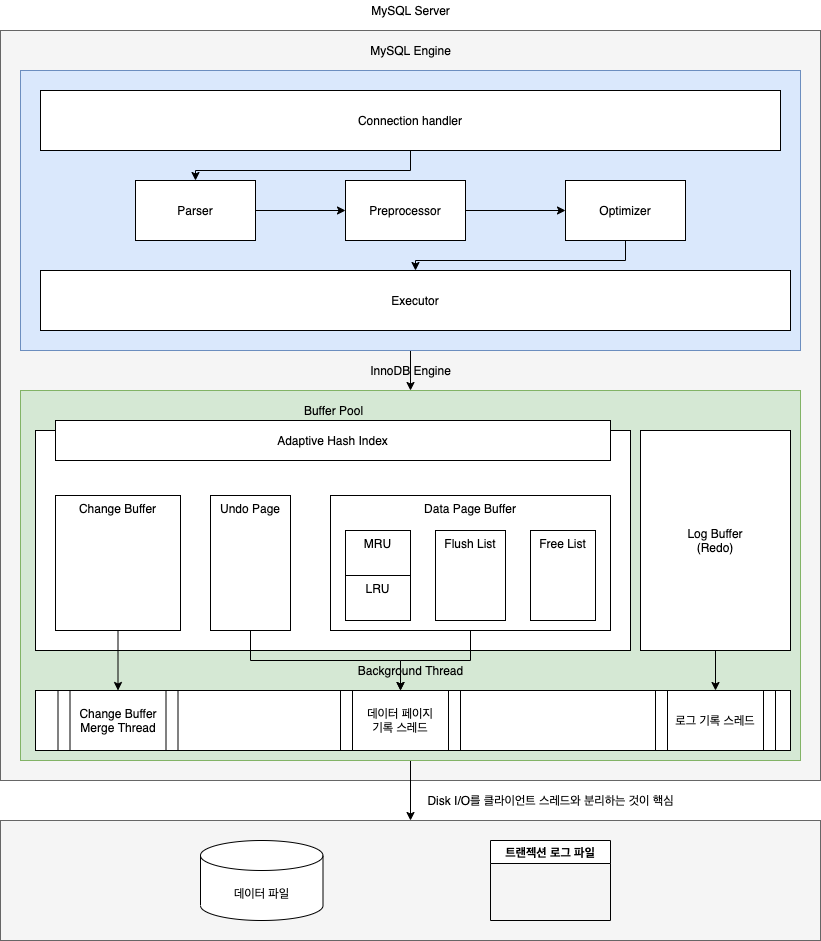 MySQL Server
MySQL Engine
Connection handler
Parser
Preprocessor
Optimizer
Executor
InnoDB Engine
Buffer Pool
Adaptive Hash Index
Change Buffer
Undo Page
Data Page Buffer
MRU
LRU
Flush List
Free List
Log Buffer
(Redo)
Background Thread
Change Buffer
Merge Thread
데이터 페이지
기록 스레드
로그 기록 스레드
Disk I/O를 클라이언트 스레드와 분리하는 것이 핵심
데이터 파일
트랜젝션 로그 파일